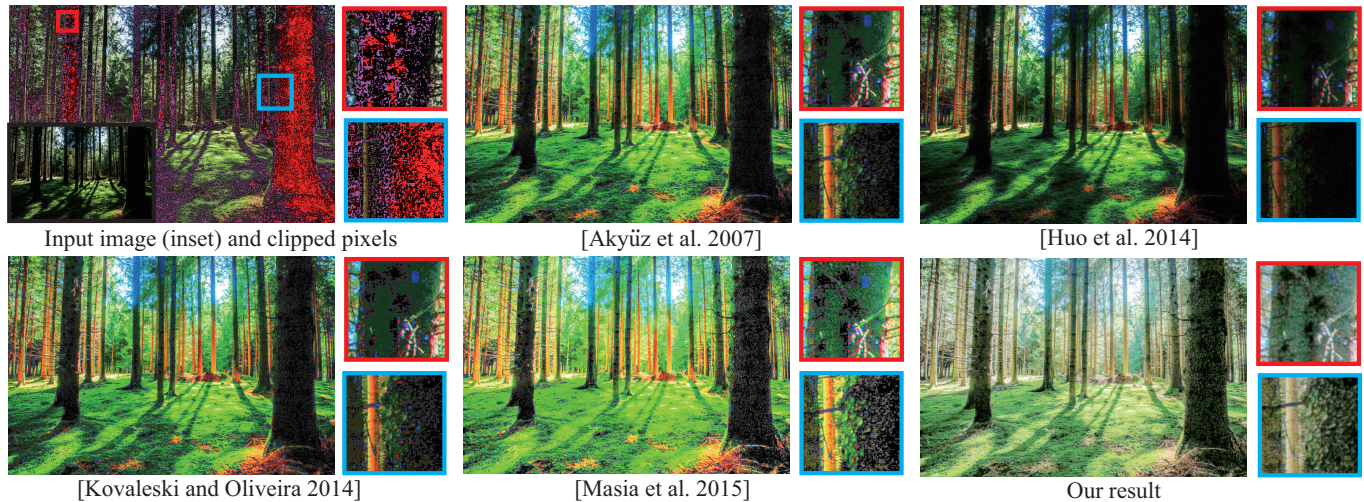 Input image (inset) and clipped pixels
[Akyüz et al. 2007]
[Huo et al. 2014]
[Kovaleski and Oliveira 2014]
[Masia et al. 2015]
Our result